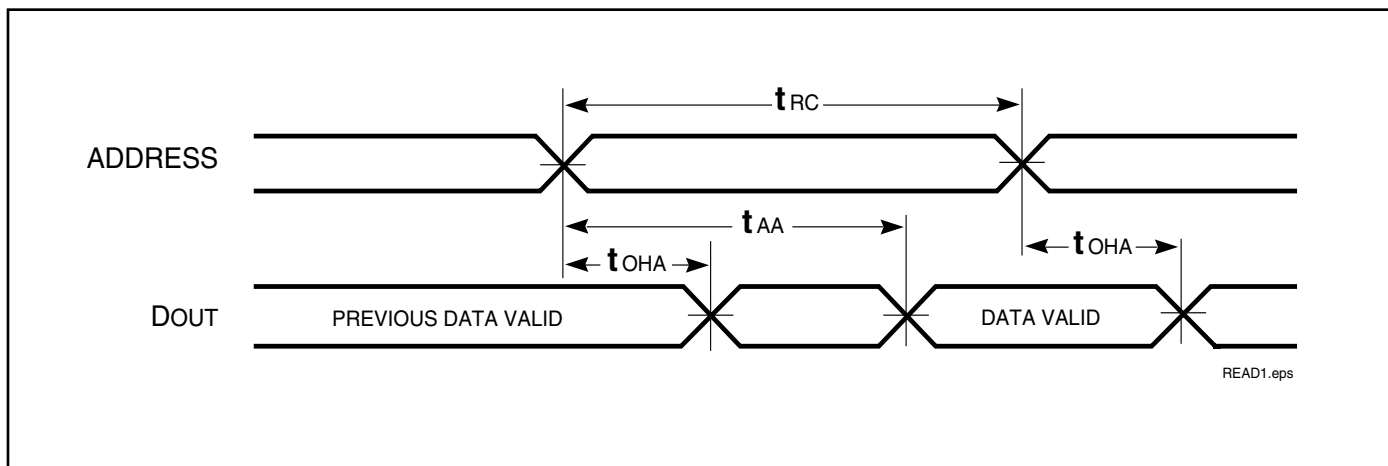 tRC
ADDRESS
tAA
tOHA
tOHA
DOUT
PREVIOUS DATA VALID
DATA VALID
READ1.eps